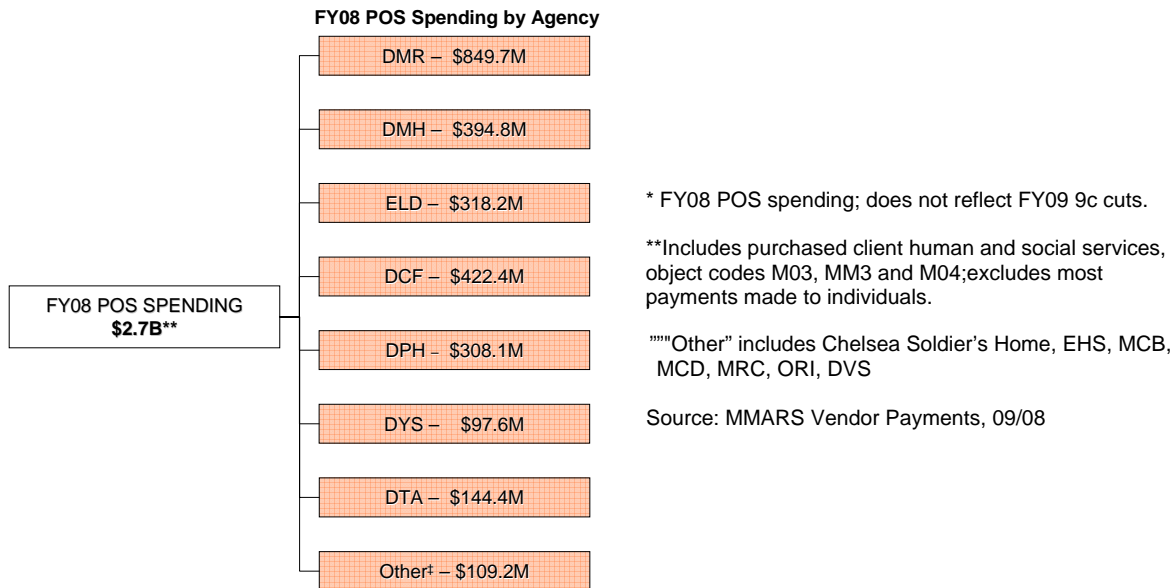 FY08 POS Spending by Agency
DMR – $849.7M
DMH – $394.8M
ELD – $318.2M
DCF – $422.4M
FY08 POS SPENDING
$2.7B**
DPH – $308.1M
DYS – $97.6M
DTA – $144.4M
Other‡ – $109.2M
* FY08 POS spending; does not reflect FY09 9c cuts.
**Includes purchased client human and social services,
object codes M03, MM3 and M04;excludes most
payments made to individuals.
"""Other" includes Chelsea Soldier's Home, EHS, MCB,
MCD, MRC, ORI, DVS
Source: MMARS Vendor Payments, 09/08